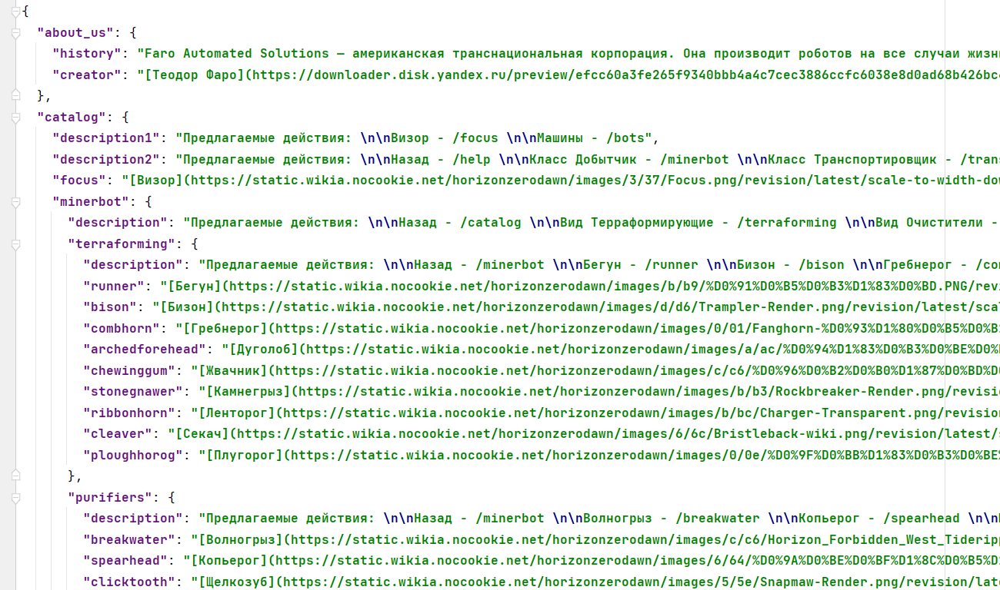 {
"about_us": {
"history": "Faro Automated Solutions — американская транснациональная корпорация. Она производит роботов на все случаи жизн
"creator": "[Теодор Фаро](https://downloader.disk.yandex.ru/preview/efcc60a3fe265f9340bbb4a4c7cec3886ccfc6038e8d0ad68b426bc
},
"catalog": {
"description1": "Предлагаемые действия: \n\nВизор - /focus \n\nМашины - /bots",
"description2": "Предлагаемые действия: \n\nНазад - /help \n\nКласс Добытчик - /minerbot \n\nКласс Транспортировщик - /trans
"focus": "[Визор](https://static.wikia.nocookie.net/horizonzerodawn/images/3/37/Focus.png/revision/latest/scale-to-width-do
"minerbot": {
"description": "Предлагаемые действия: \n\nНазад - /catalog \n\nВид Терраформирующие - /terraforming \n\nВид Очистители -
"terraforming": {
"description": "Предлагаемые действия: \n\nНазад - /minerbot \n\nБегун - /runner \n\nБизон - /bison \n\nГребнерог - /co
"runner": "[Бегун](https://static.wikia.nocookie.net/horizonzerodawn/images/b/b9/%D0%91%D0%B5%D0%B3%D1%83%D0%BD.PNG/revi
"bison": "[Бизон](https://static.wikia.nocookie.net/horizonzerodawn/images/d/d6/Trampler-Render.png/revision/latest/scal
"combhorn": "[Гребнерог](https://static.wikia.nocookie.net/horizonzerodawn/images/0/01/Fanghorn-%D0%93%D1%80%D0%B5%D0%B
"archedforehead": "[Дуголоб](https://static.wikia.nocookie.net/horizonzerodawn/images/a/ac/%D0%94%D1%83%D0%B3%D0%BE%D0%
"chewinggum": "[Жвачник](https://static.wikia.nocookie.net/horizonzerodawn/images/c/c6/%D0%96%D0%B2%D0%B0%D1%87%D0%BD%D0
"stonegnawer": "[Камнегрыз](https://static.wikia.nocookie.net/horizonzerodawn/images/b/b3/Rockbreaker-Render.png/revisio
"ribbonhorn": "[Ленторог](https://static.wikia.nocookie.net/horizonzerodawn/images/b/bc/Charger-Transparent.png/revision
"cleaver": "[Секач](https://static.wikia.nocookie.net/horizonzerodawn/images/6/6c/Bristleback-wiki.png/revision/latest/s
"ploughhorog": "[Плугорог](https://static.wikia.nocookie.net/horizonzerodawn/images/0/0e/%D0%9F%D0%BB%D1%83%D0%B3%D0%BE%
},
"purifiers": {
"description": "Предлагаемые действия: \n\nНазад - /minerbot \n\nВолногрыз - /breakwater \n\nКопьерог - /spearhead \n\n
"breakwater": "[Волногрыз](https://static.wikia.nocookie.net/horizonzerodawn/images/c/c6/Horizon_Forbidden_West_Tideripp
"spearhead": "[Копьерог](https://static.wikia.nocookie.net/horizonzerodawn/images/6/64/%D0%9A%D0%BE%D0%BF%D1%8C%D0%B5%D1
"clicktooth": "[Щелкозуб](https://static.wikia.nocookie.net/horizonzerodawn/images/5/5e/Snapmaw-Render.png/revision/late